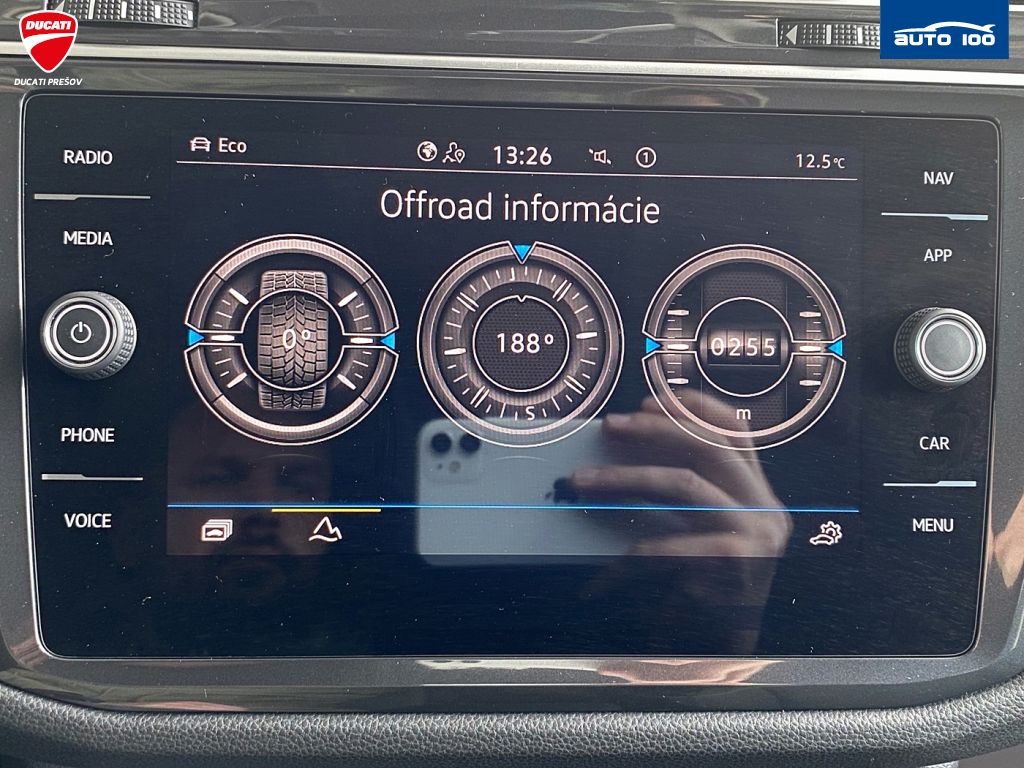 DUCATI
DUCATI PREŠOV
AUTO 100
RADIO
MEDIA
PHONE
VOICE
Eco
13:26
1
12.5°C
Offroad informácie
0°
188°
S
0255
m
NAV
APP
CAR
MENU